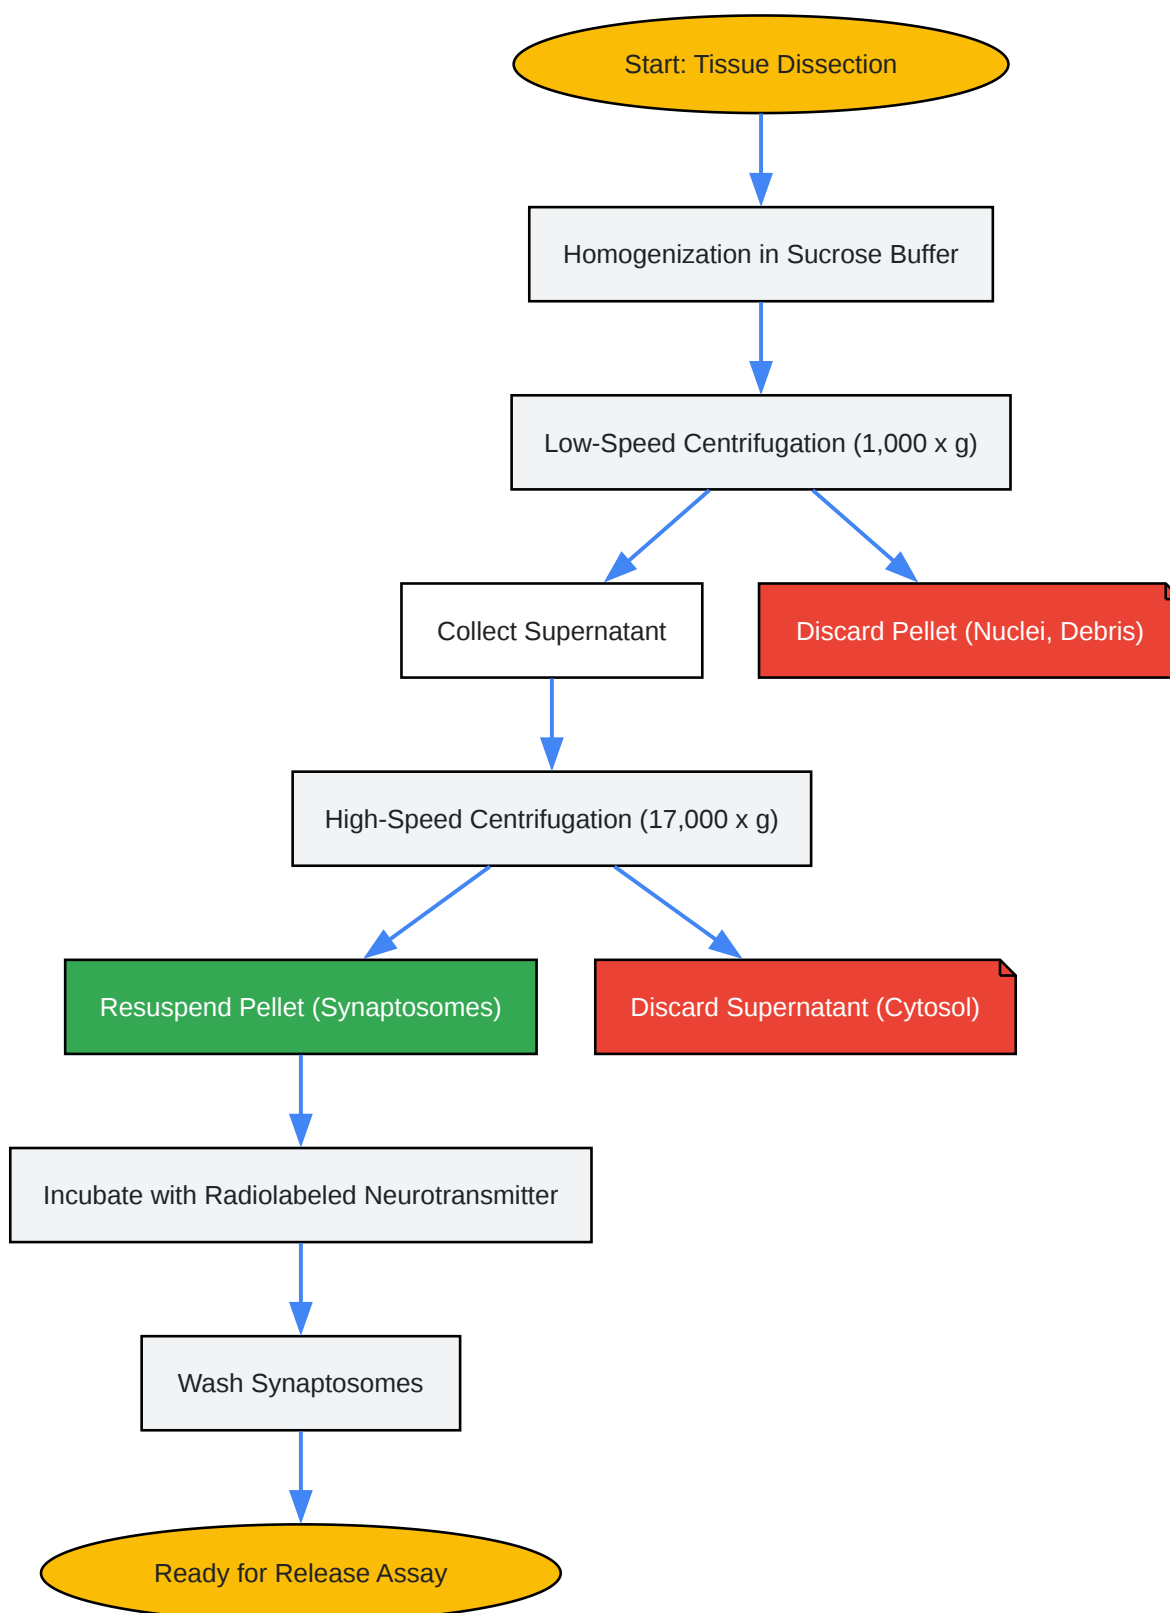 Start: Tissue Dissection
Homogenization in Sucrose Buffer
Low-Speed Centrifugation (1,000 x g)
Collect Supernatant
Discard Pellet (Nuclei, Debris)
High-Speed Centrifugation (17,000 x g)
Resuspend Pellet (Synaptosomes)
Discard Supernatant (Cytosol)
Incubate with Radiolabeled Neurotransmitter
Wash Synaptosomes
Ready for Release Assay